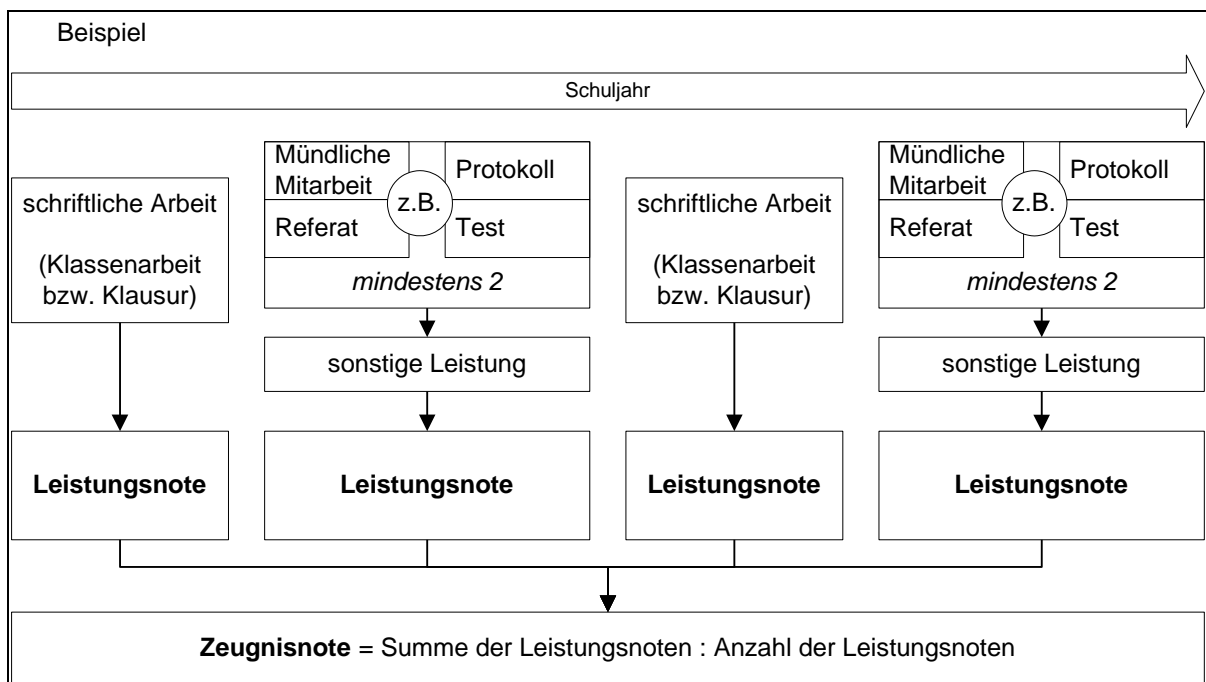 Beispiel
Schuljahr
schriftliche Arbeit
(Klassenarbeit
bzw. Klausur)
Mündliche
Mitarbeit
Protokoll
z.B.
Referat
Test
mindestens 2
sonstige Leistung
schriftliche Arbeit
(Klassenarbeit
bzw. Klausur)
Mündliche
Mitarbeit
Protokoll
z.B.
Referat
Test
mindestens 2
sonstige Leistung
Leistungsnote
Leistungsnote
Leistungsnote
Leistungsnote
Zeugnisnote = Summe der Leistungsnoten : Anzahl der Leistungsnoten